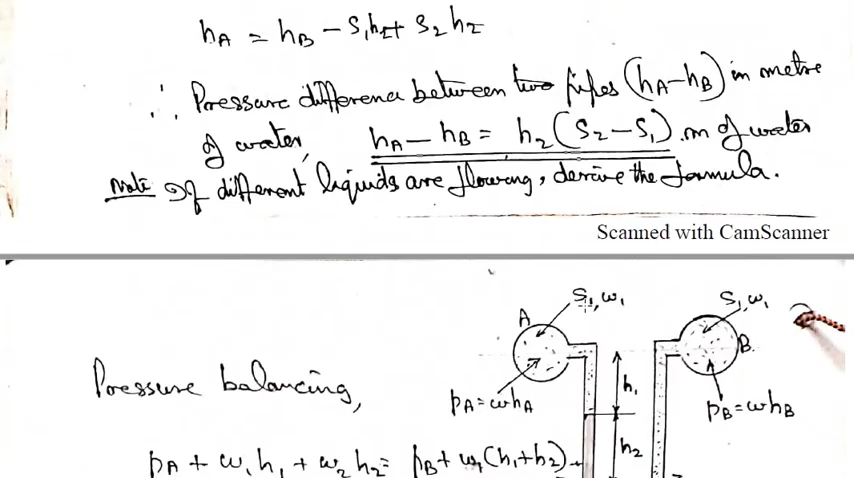 hA = hB - S1h2 + S2h2
∴ Pressure difference between two pipes (hA-hB) in metre
of water, hA - hB = h2 (S2 - S1) m of water
Note If different liquids are flowing, derive the formula.
Scanned with CamScanner
S1, w1
S1, w1
A
B
Pressure balancing,
h1
pA = whA
pB = whB
h2
pA + w1h1 + w2h2 = pB + w1(h1+h2)